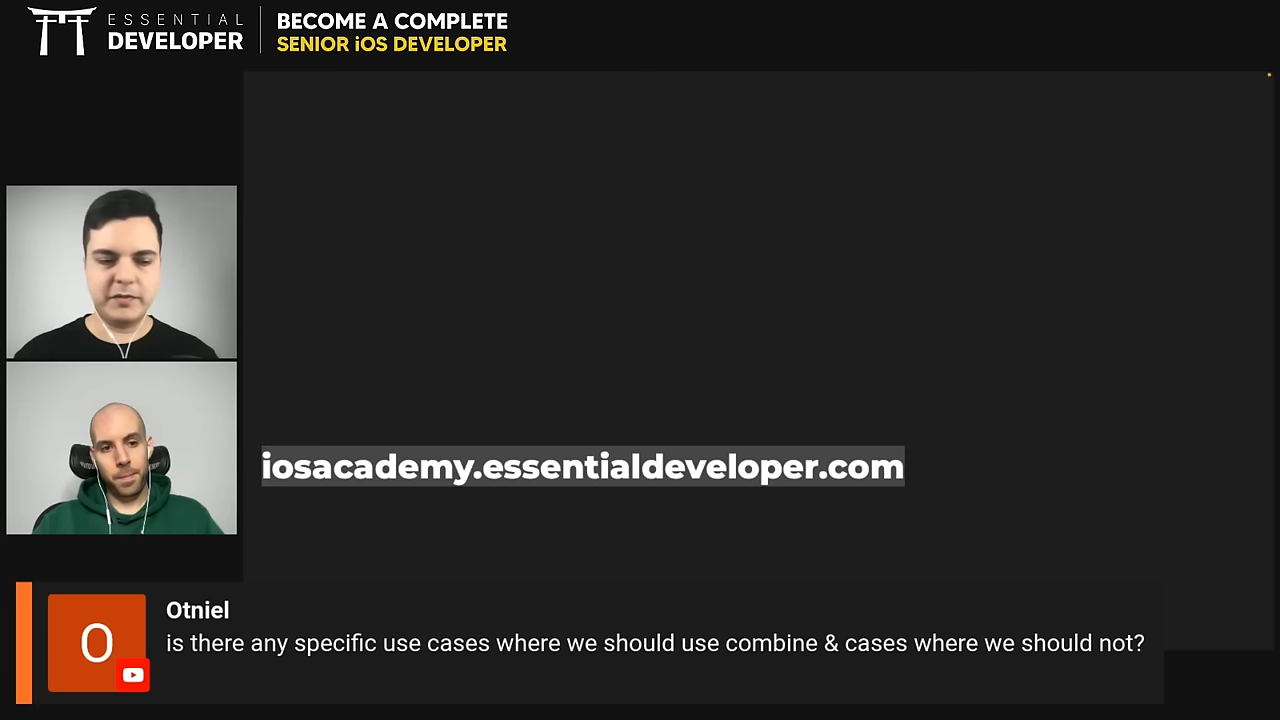 ESSENTIAL
DEVELOPER
BECOME A COMPLETE
SENIOR iOS DEVELOPER
iosacademy.essentialdeveloper.com
O
Otniel
is there any specific use cases where we should use combine & cases where we should not?